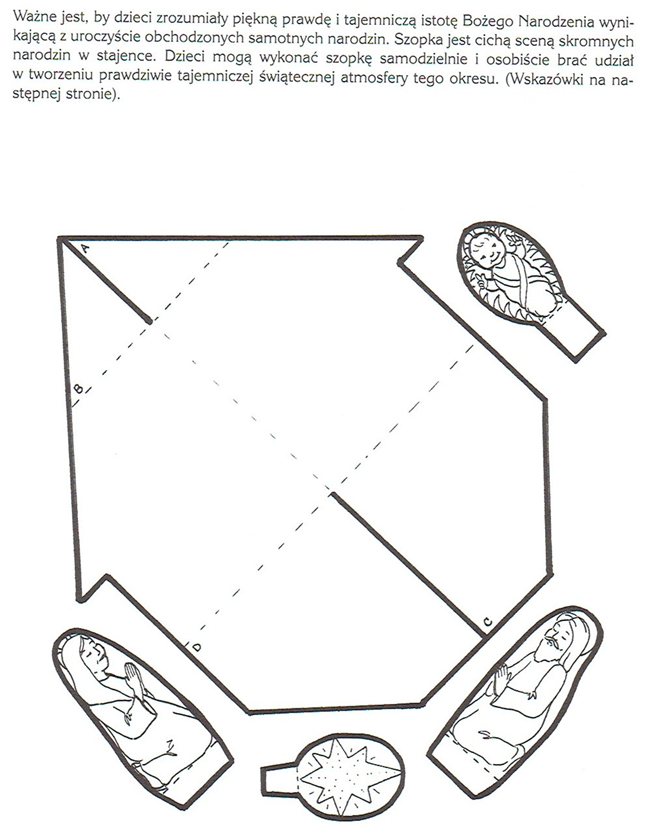 Ważne jest, by dzieci zrozumiały piękną prawdę i tajemniczą istotę Bożego Narodzenia wyni-
kającą z uroczyście obchodzonych samotnych narodzin. Szopka jest cichą sceną skromnych
narodzin w stajence. Dzieci mogą wykonać szopkę samodzielnie i osobiście brać udział
w tworzeniu prawdziwie tajemniczej świątecznej atmosfery tego okresu. (Wskazówki na na-
stępnej stronie).
A
B
C
D